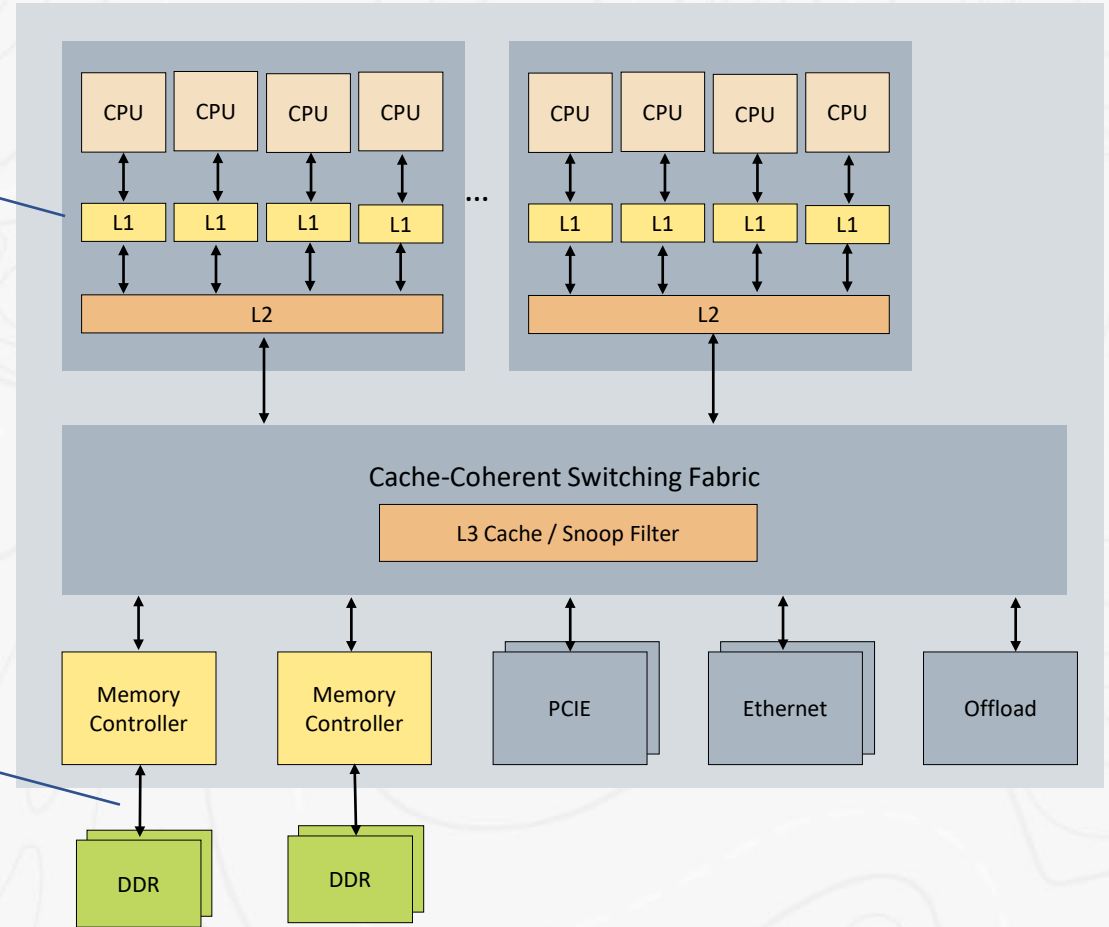 CPU CPU CPU CPU
CPU CPU CPU CPU
...
L1 L1 L1 L1
L1 L1 L1 L1
L2
L2
Cache-Coherent Switching Fabric
L3 Cache / Snoop Filter
Memory
Controller
Memory
Controller
PCIE
Ethernet
Offload
DDR
DDR